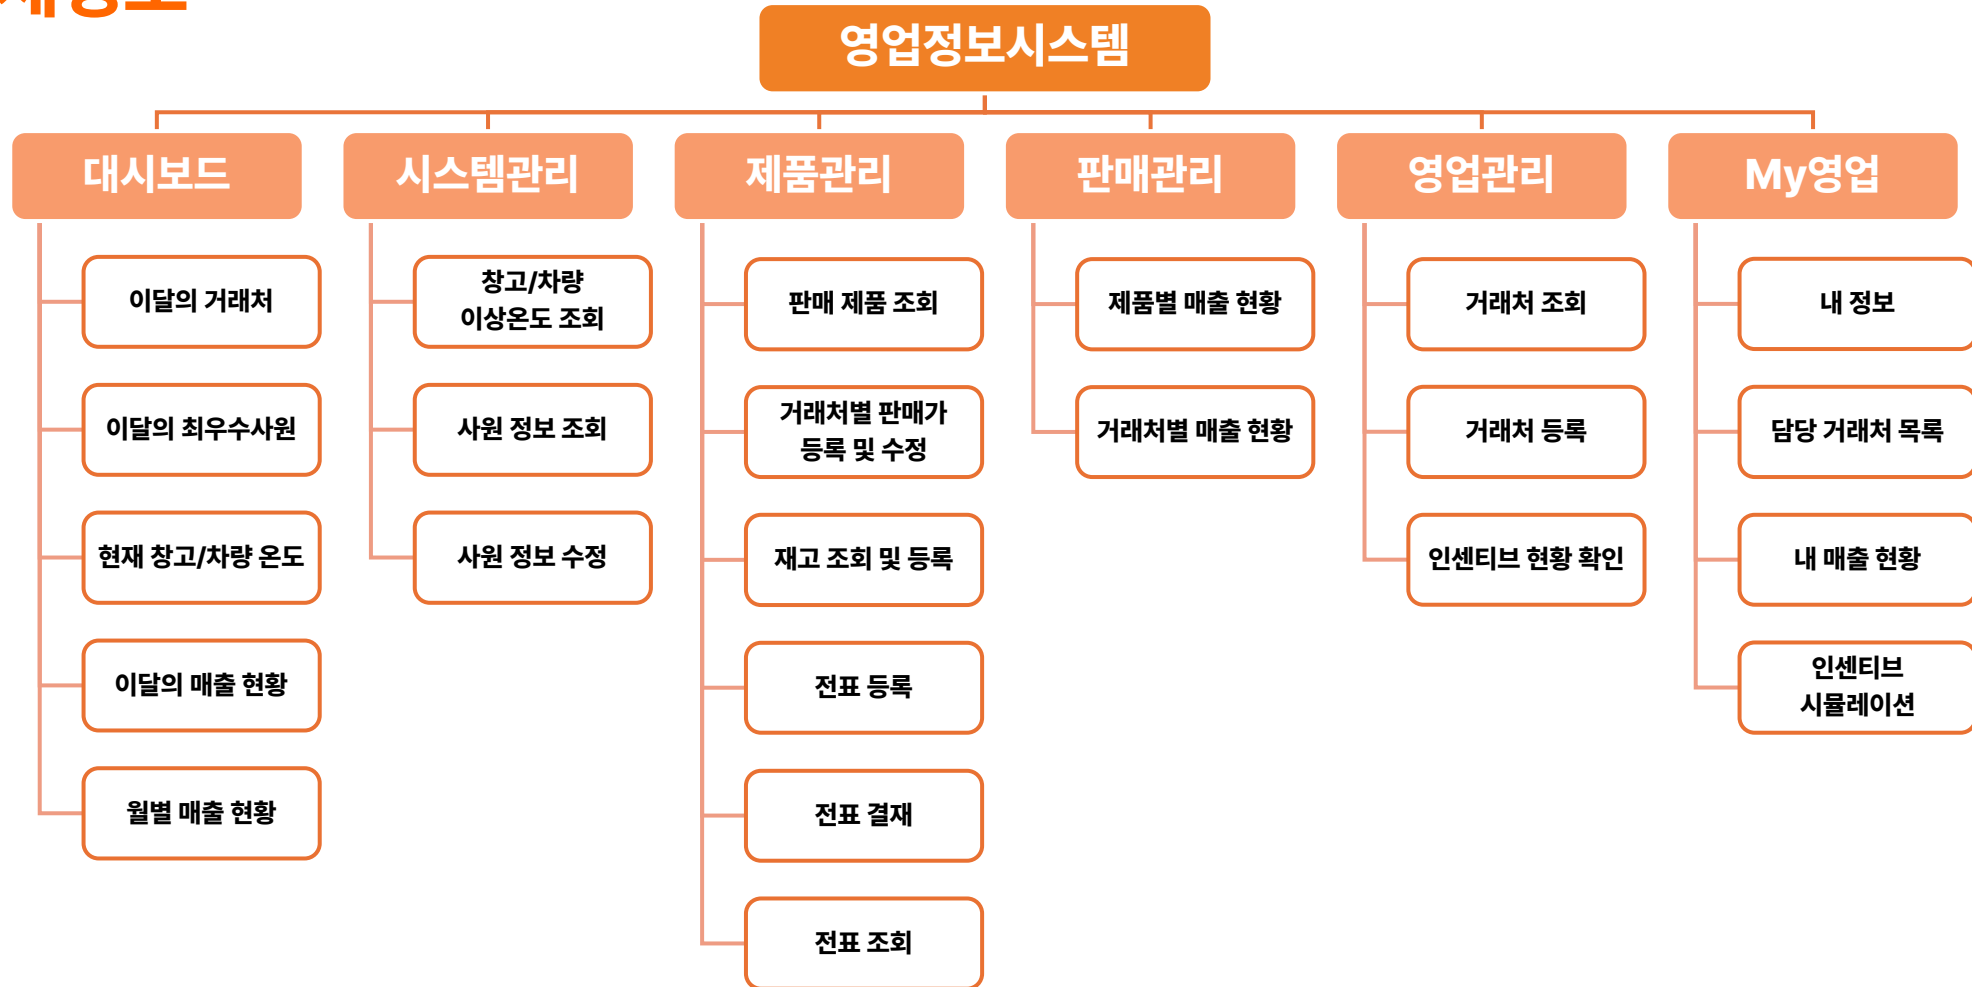 영업정보시스템
대시보드
이달의 거래처
이달의 최우수사원
현재 창고/차량 온도
이달의 매출 현황
월별 매출 현황
시스템관리
창고/차량
이상온도 조회
사원 정보 조회
사원 정보 수정
제품관리
판매 제품 조회
거래처별 판매가
등록 및 수정
재고 조회 및 등록
전표 등록
전표 결재
전표 조회
판매관리
제품별 매출 현황
거래처별 매출 현황
영업관리
거래처 조회
거래처 등록
인센티브 현황 확인
My영업
내 정보
담당 거래처 목록
내 매출 현황
인센티브
시뮬레이션